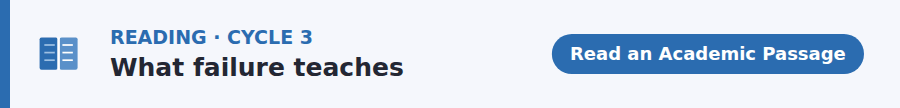 READING · CYCLE 3
What failure teaches
Read an Academic Passage